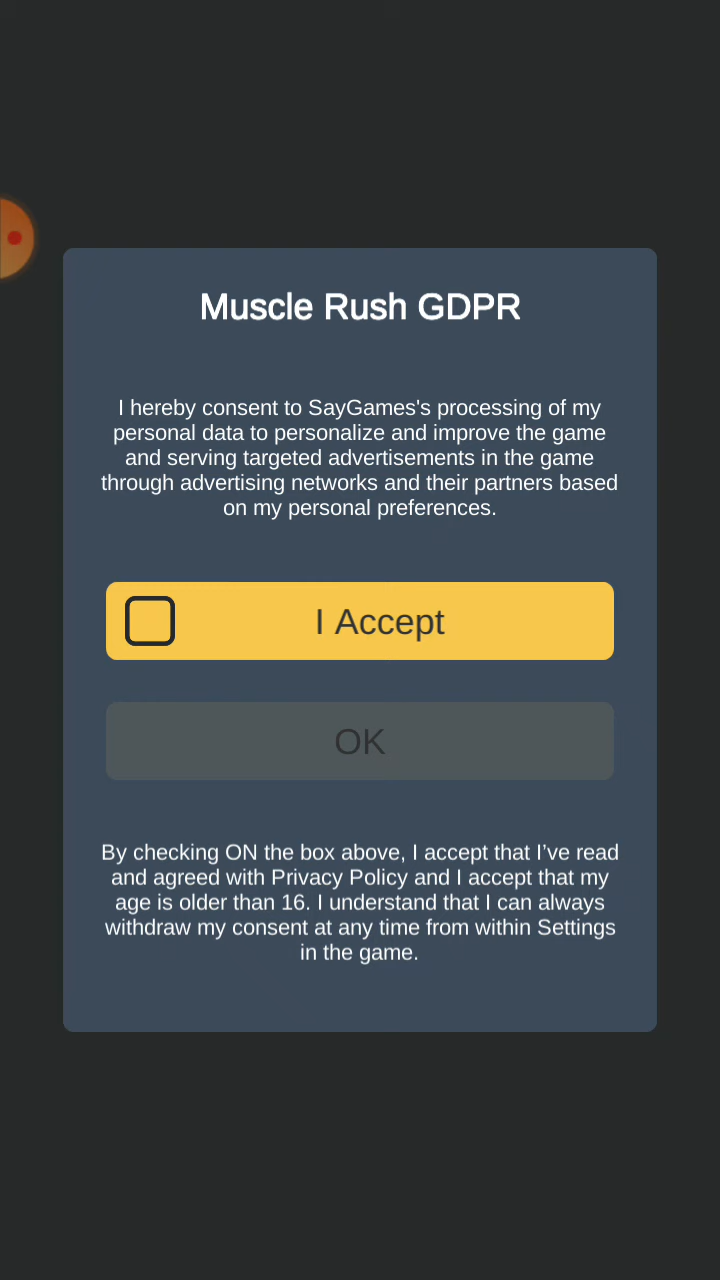 Muscle Rush GDPR
I hereby consent to SayGames's processing of my
personal data to personalize and improve the game
and serving targeted advertisements in the game
through advertising networks and their partners based
on my personal preferences.
I Accept
OK
By checking ON the box above, I accept that I’ve read
and agreed with Privacy Policy and I accept that my
age is older than 16. I understand that I can always
withdraw my consent at any time from within Settings
in the game.